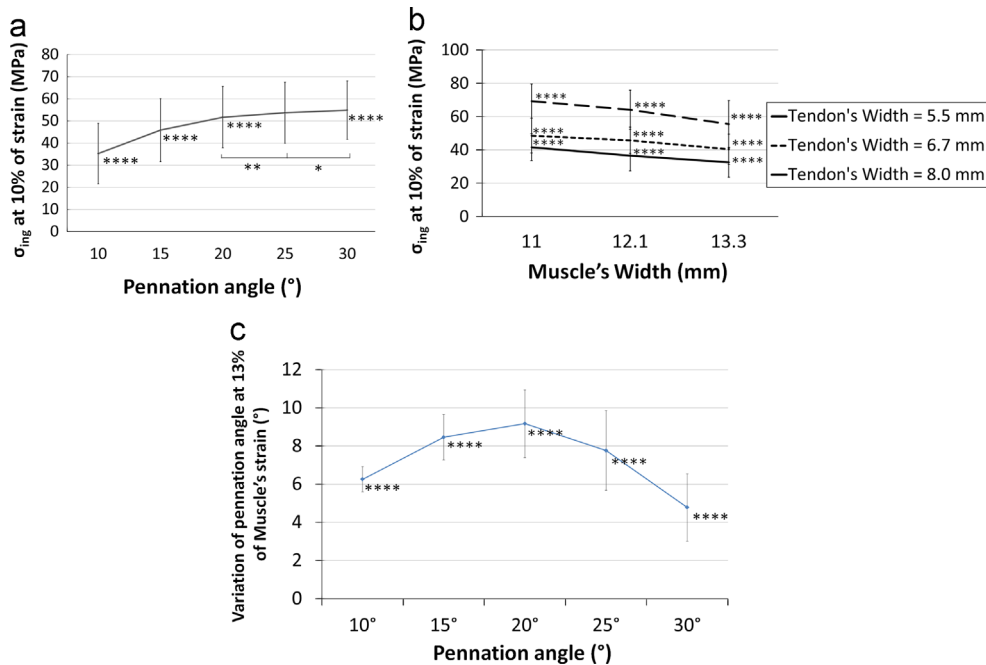 a
σing at 10% of strain (MPa)
80
70
60
50
40
30
20
10
0
****
****
****
****
**
*
10 15 20 25 30
Pennation angle (°)
b
σing at 10% of strain (MPa)
100
80
60
40
20
0
**** **** ****
**** **** ****
**** **** ****
11 12.1 13.3
Muscle's Width (mm)
Tendon's Width = 5.5 mm
Tendon's Width = 6.7 mm
Tendon's Width = 8.0 mm
c
Variation of pennation angle at 13%
of Muscle's strain (°)
12
10
8
6
4
2
0
****
****
****
****
****
10° 15° 20° 25° 30°
Pennation angle (°)